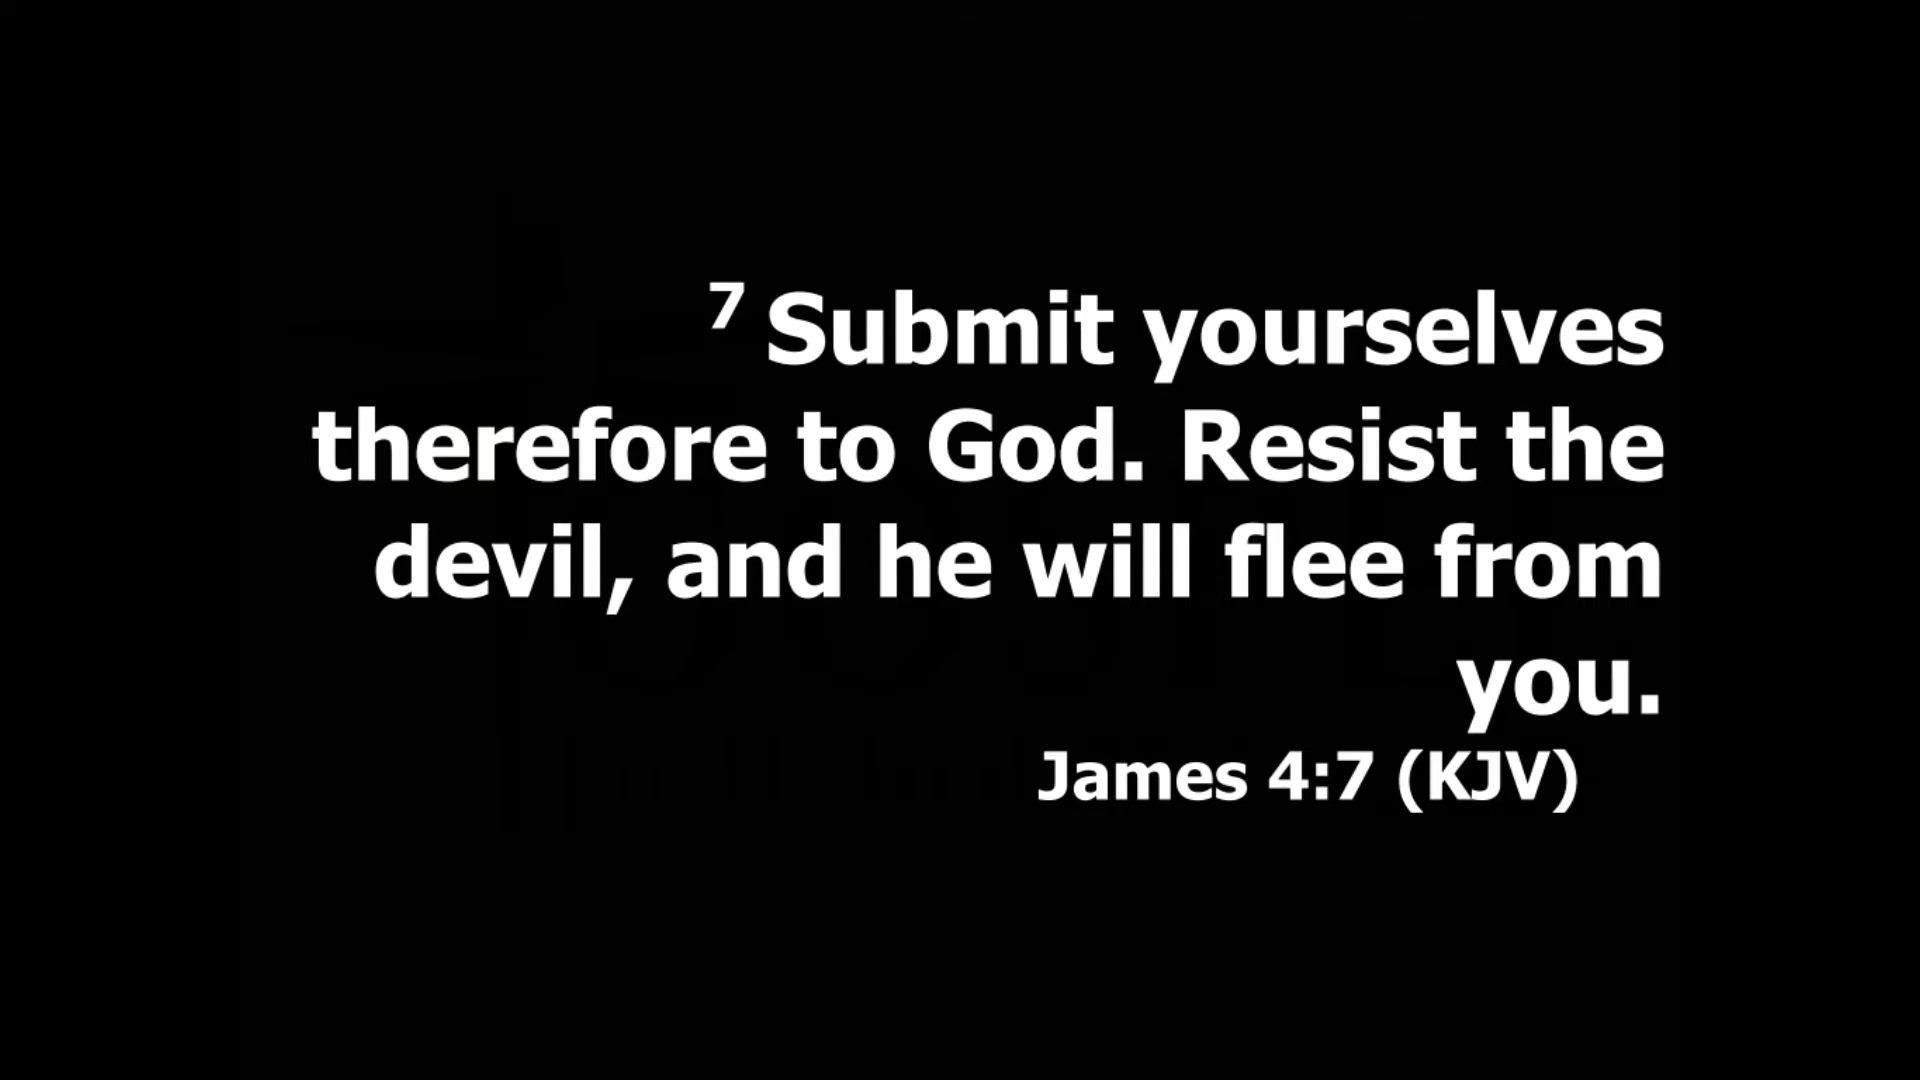 7 Submit yourselves
therefore to God. Resist the
devil, and he will flee from
you.
James 4:7 (KJV)